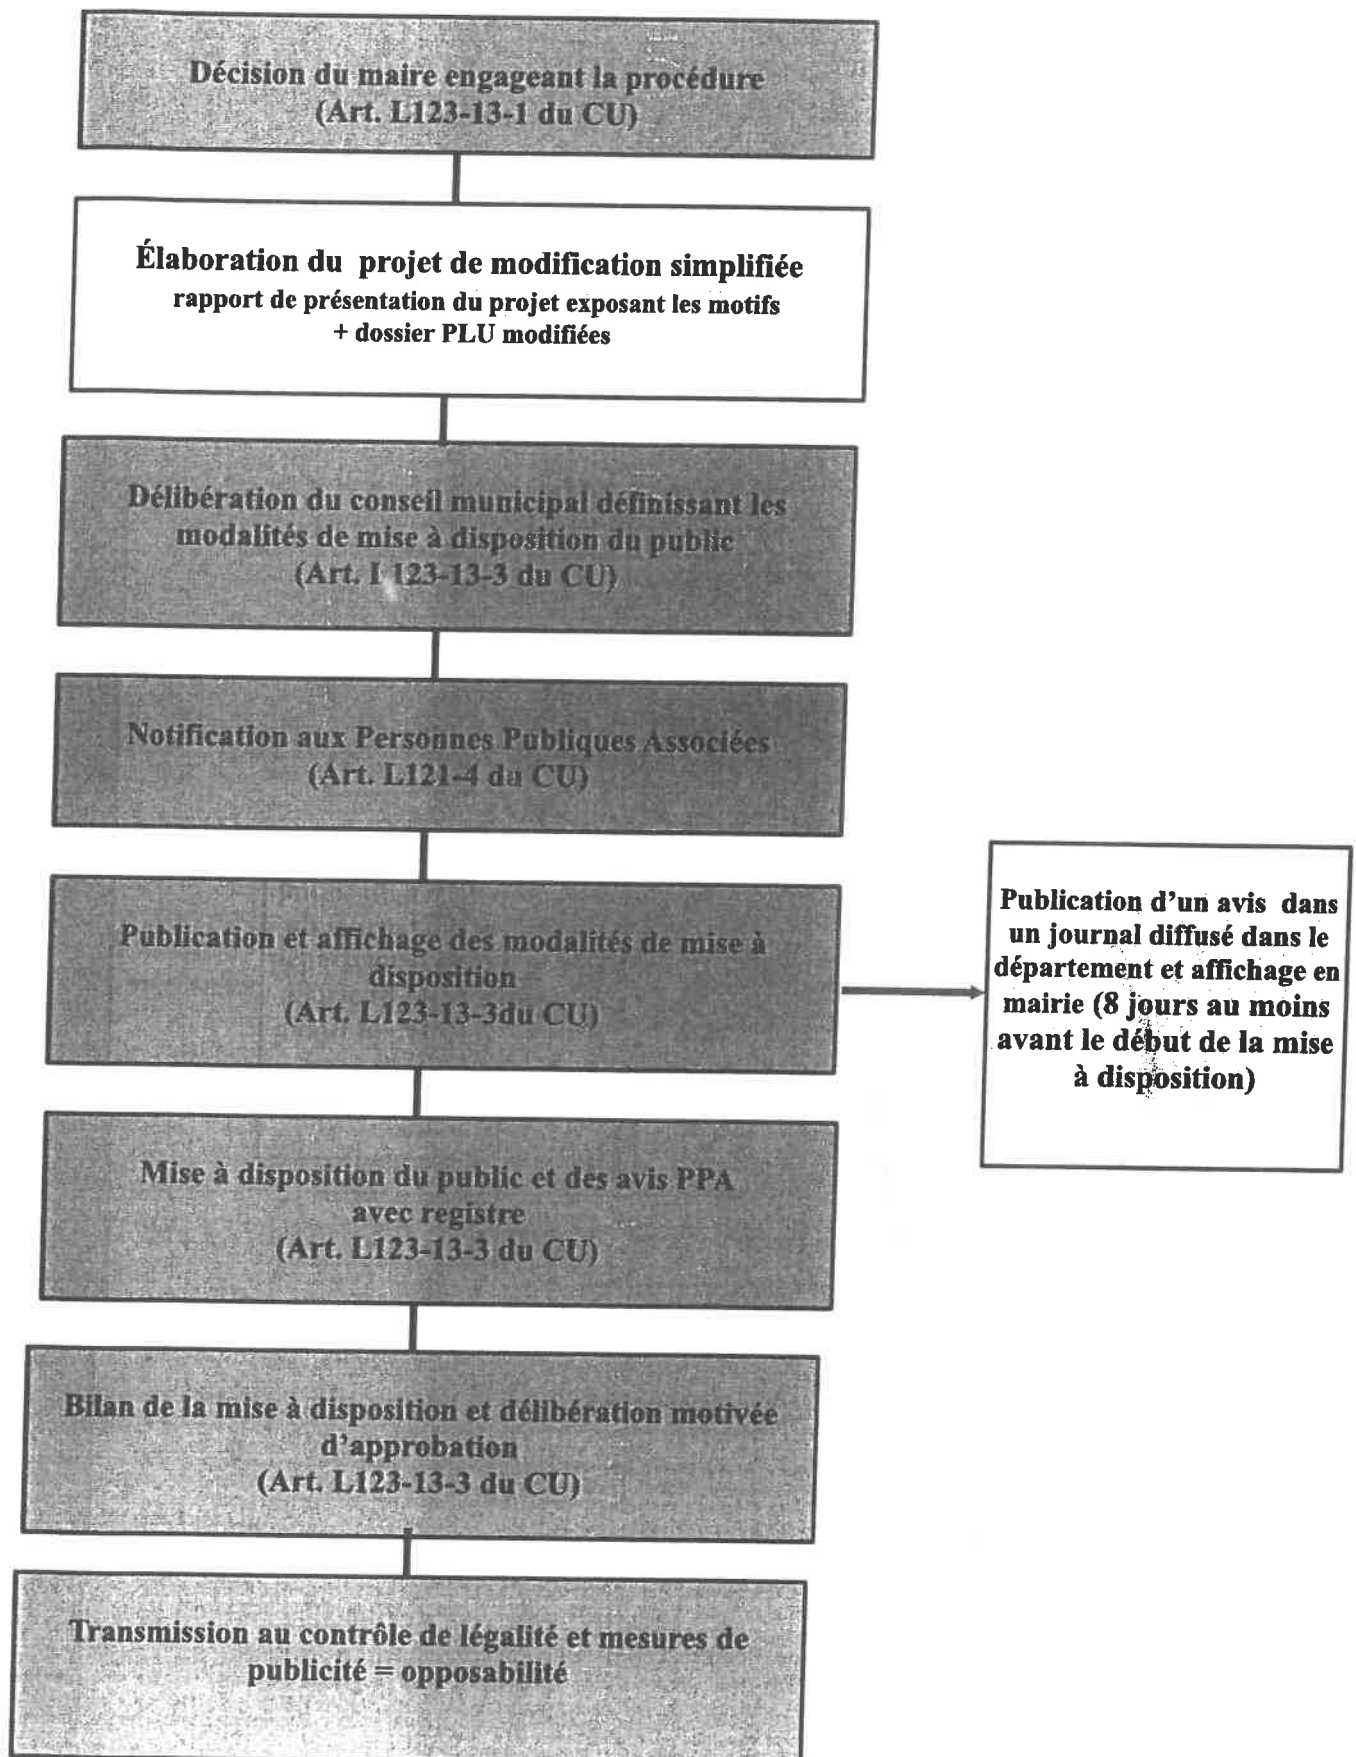 Décision du maire engageant la procédure
(Art. L123-13-1 du CU)
Élaboration du projet de modification simplifiée
rapport de présentation du projet exposant les motifs
+ dossier PLU modifiées
Délibération du conseil municipal définissant les
modalités de mise à disposition du public
(Art. L 123-13-3 du CU)
Notification aux Personnes Publiques Associées
(Art. L121-4 du CU)
Publication et affichage des modalités de mise à
disposition
(Art. L123-13-3du CU)
Publication d'un avis dans
un journal diffusé dans le
département et affichage en
mairie (8 jours au moins
avant le début de la mise
à disposition)
Mise à disposition du public et des avis PPA
avec registre
(Art. L123-13-3 du CU)
Bilan de la mise à disposition et délibération motivée
d'approbation
(Art. L123-13-3 du CU)
Transmission au contrôle de légalité et mesures de
publicité = opposabilité